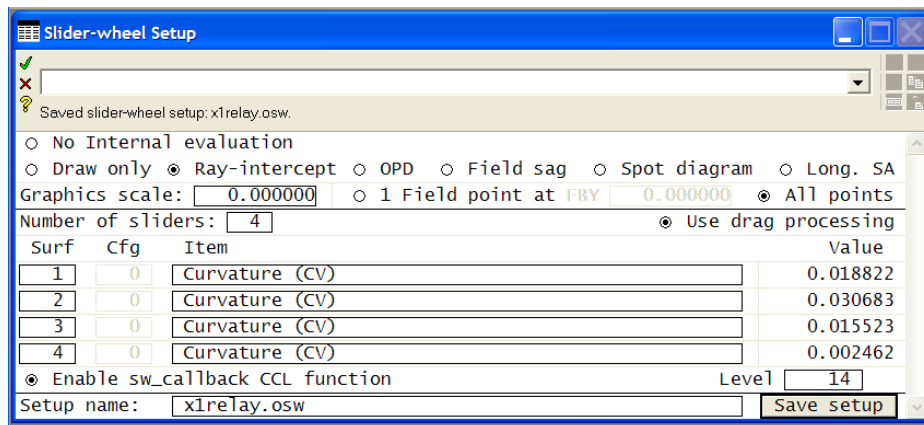 Slider-wheel Setup
Saved slider-wheel setup: x1relay.osw.
No Internal evaluation
Draw only Ray-intercept OPD Field sag Spot diagram Long. SA
Graphics scale: 0.000000 1 Field point at FBY 0.000000 All points
Number of sliders: 4 Use drag processing
Surf Cfg Item Value
1 0 Curvature (CV) 0.018822
2 0 Curvature (CV) 0.030683
3 0 Curvature (CV) 0.015523
4 0 Curvature (CV) 0.002462
Enable sw_callback CCL function Level 14
Setup name: x1relay.osw Save setup